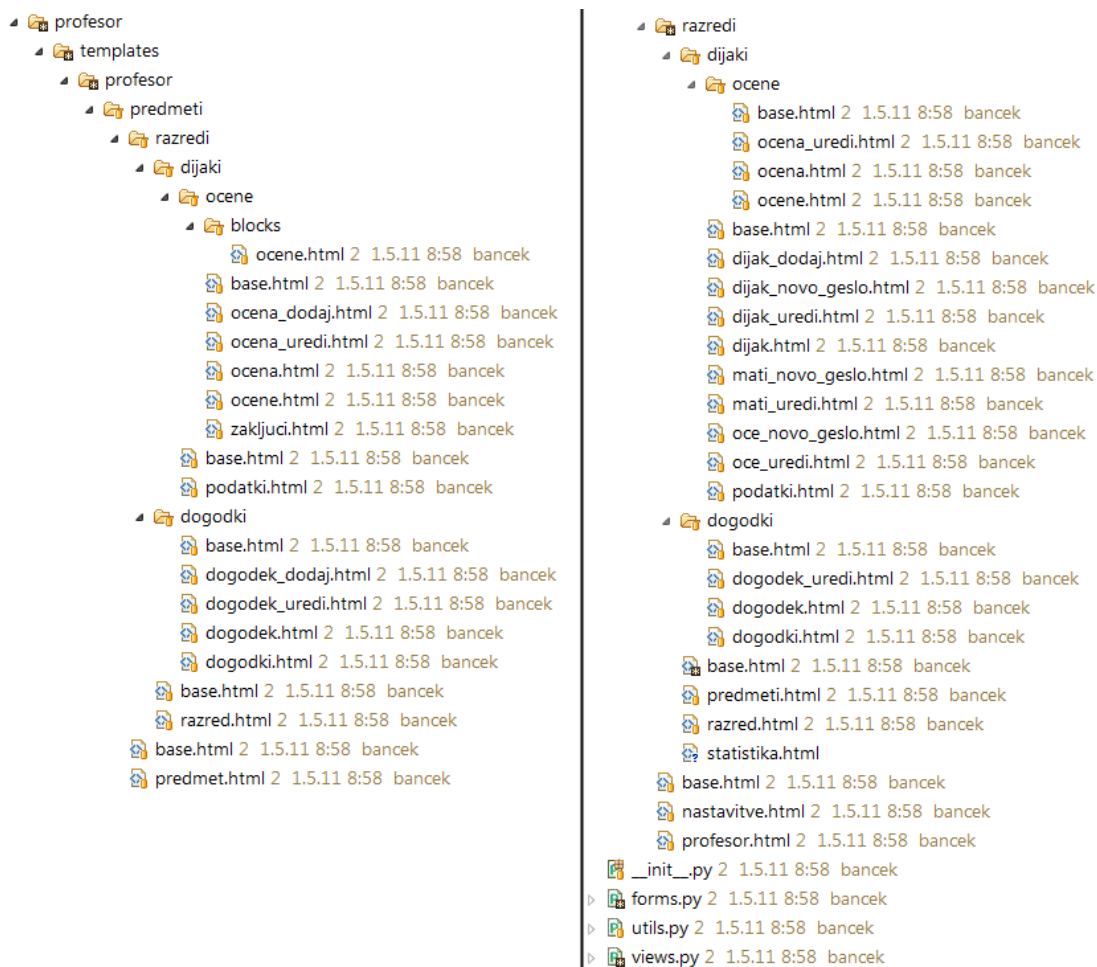 profesor
templates
profesor
predmeti
razredi
dijaki
ocene
blocks
ocene.html 2 1.5.11 8:58 bancek
base.html 2 1.5.11 8:58 bancek
ocena_dodaj.html 2 1.5.11 8:58 bancek
ocena_uredi.html 2 1.5.11 8:58 bancek
ocena.html 2 1.5.11 8:58 bancek
ocene.html 2 1.5.11 8:58 bancek
zakljuci.html 2 1.5.11 8:58 bancek
base.html 2 1.5.11 8:58 bancek
podatki.html 2 1.5.11 8:58 bancek
dogodki
base.html 2 1.5.11 8:58 bancek
dogodek_dodaj.html 2 1.5.11 8:58 bancek
dogodek_uredi.html 2 1.5.11 8:58 bancek
dogodek.html 2 1.5.11 8:58 bancek
dogodki.html 2 1.5.11 8:58 bancek
base.html 2 1.5.11 8:58 bancek
razred.html 2 1.5.11 8:58 bancek
base.html 2 1.5.11 8:58 bancek
predmet.html 2 1.5.11 8:58 bancek
razredi
dijaki
ocene
base.html 2 1.5.11 8:58 bancek
ocena_uredi.html 2 1.5.11 8:58 bancek
ocena.html 2 1.5.11 8:58 bancek
ocene.html 2 1.5.11 8:58 bancek
base.html 2 1.5.11 8:58 bancek
dijak_dodaj.html 2 1.5.11 8:58 bancek
dijak_novo_geslo.html 2 1.5.11 8:58 bancek
dijak_uredi.html 2 1.5.11 8:58 bancek
dijak.html 2 1.5.11 8:58 bancek
mati_novo_geslo.html 2 1.5.11 8:58 bancek
mati_uredi.html 2 1.5.11 8:58 bancek
oce_novo_geslo.html 2 1.5.11 8:58 bancek
oce_uredi.html 2 1.5.11 8:58 bancek
podatki.html 2 1.5.11 8:58 bancek
dogodki
base.html 2 1.5.11 8:58 bancek
dogodek_uredi.html 2 1.5.11 8:58 bancek
dogodek.html 2 1.5.11 8:58 bancek
dogodki.html 2 1.5.11 8:58 bancek
base.html 2 1.5.11 8:58 bancek
predmeti.html 2 1.5.11 8:58 bancek
razred.html 2 1.5.11 8:58 bancek
statistika.html
base.html 2 1.5.11 8:58 bancek
nastavitve.html 2 1.5.11 8:58 bancek
profesor.html 2 1.5.11 8:58 bancek
__init__.py 2 1.5.11 8:58 bancek
forms.py 2 1.5.11 8:58 bancek
utils.py 2 1.5.11 8:58 bancek
views.py 2 1.5.11 8:58 bancek